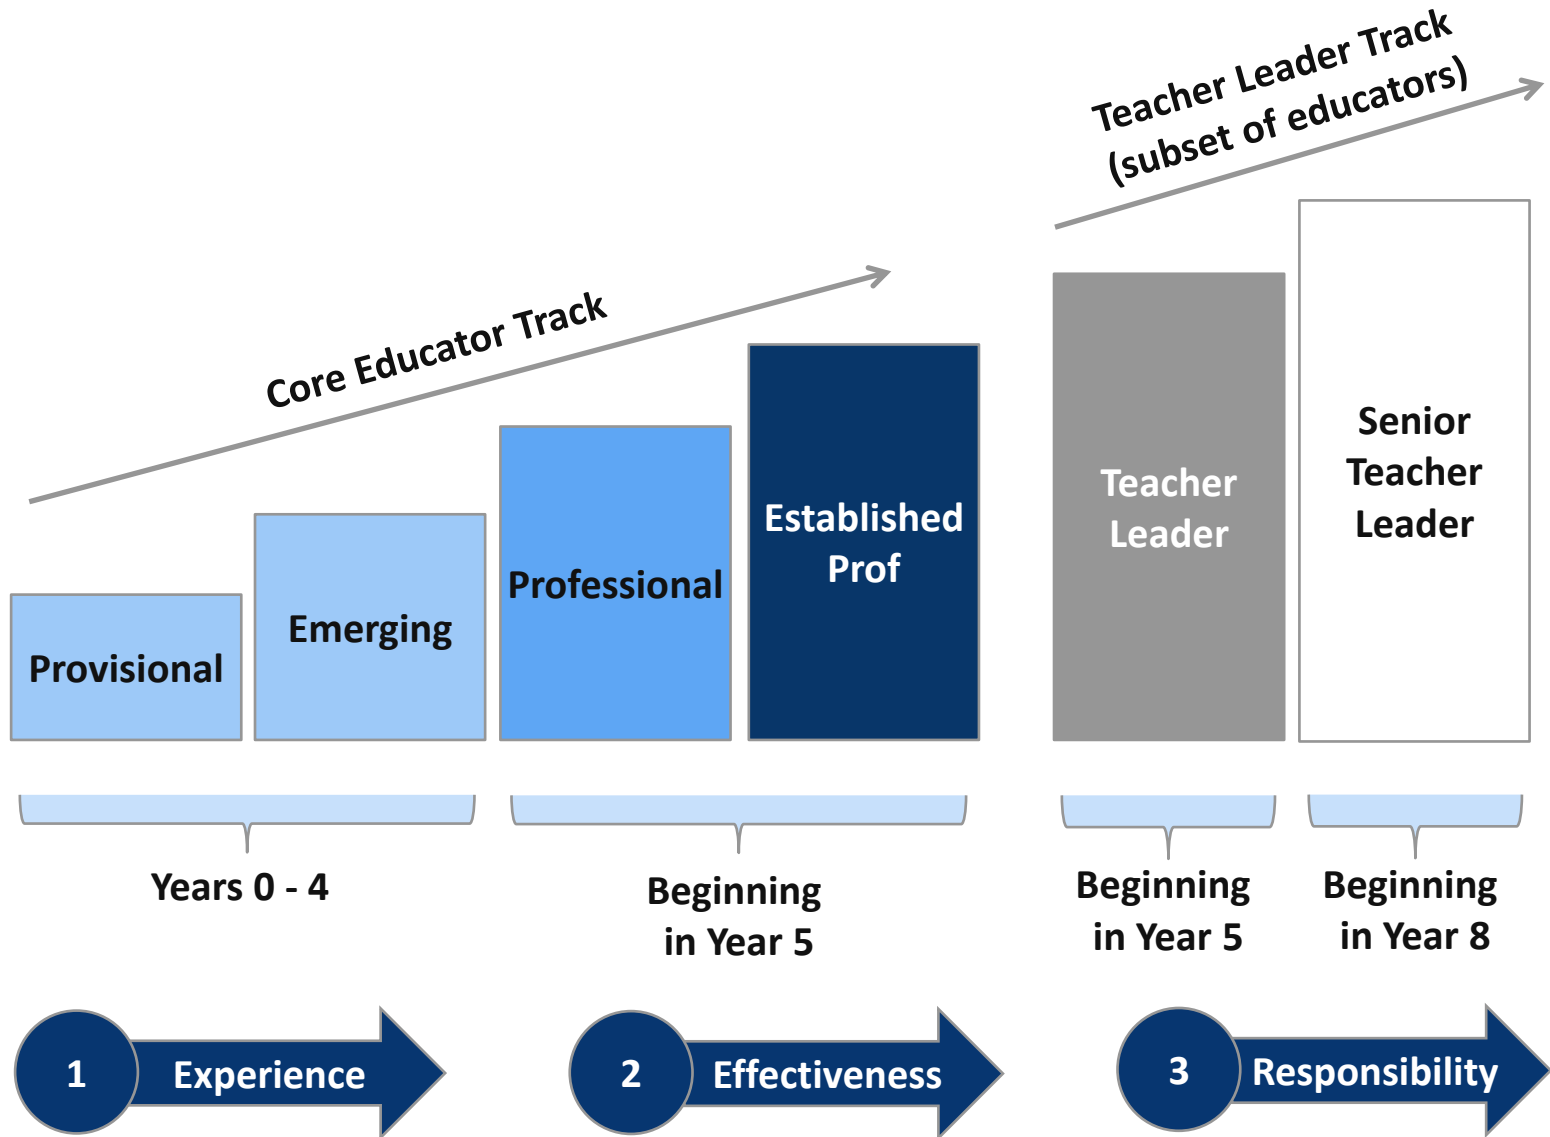 Teacher Leader Track
(subset of educators)
Core Educator Track
Provisional
Emerging
Professional
Established
Prof
Teacher
Leader
Senior
Teacher
Leader
Years 0 - 4
Beginning
in Year 5
Beginning
in Year 5
Beginning
in Year 8
1
Experience
2
Effectiveness
3
Responsibility